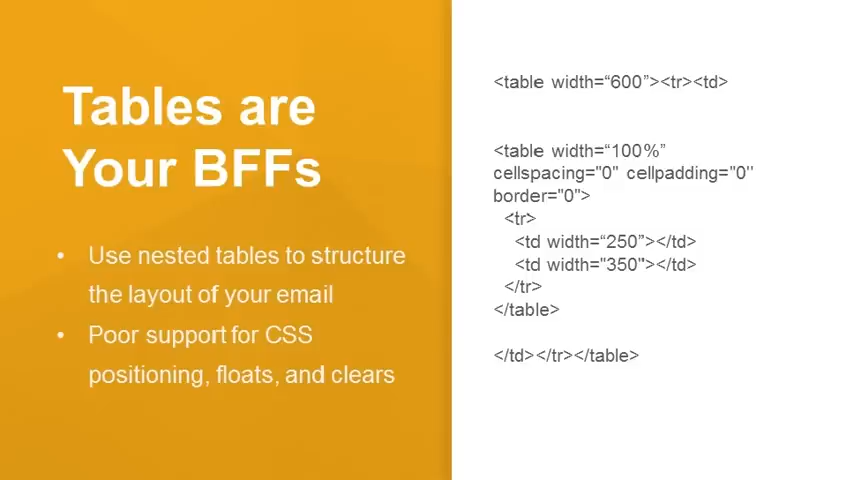 Tables are
Your BFFs
• Use nested tables to structure
the layout of your email
• Poor support for CSS
positioning, floats, and clears
<table width=“600”><tr><td>
<table width=“100%”
cellspacing="0" cellpadding="0"
border="0">
<tr>
<td width=“250”></td>
<td width="350"></td>
</tr>
</table>
</td></tr></table>